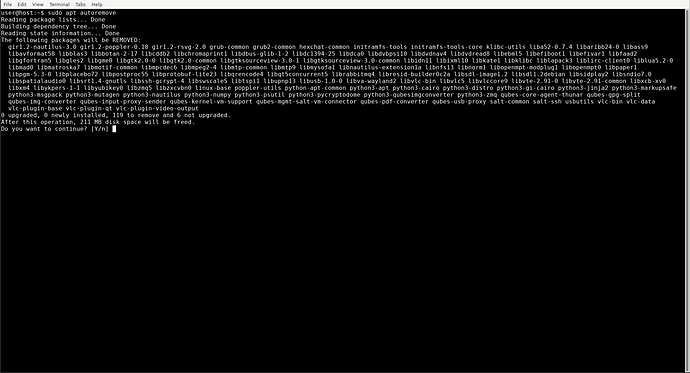 File Edit View Terminal Tabs Help
user@host:~$ sudo apt autoremove
Reading package lists... Done
Building dependency tree... Done
Reading state information... Done
The following packages will be REMOVED:
gir1.2-nautilus-3.0 gir1.2-poppler-0.18 gir1.2-rsvg-2.0 grub-common grub2-common hexchat-common initramfs-tools initramfs-tools-core klibc-utils liba52-0.7.4 libaribb24-0 libass9
libavformat58 libblas3 libbotan-2-17 libcddb2 libchromaprint1 libdbus-glib-1-2 libdc1394-25 libdca0 libdvbpsi10 libdvdnav4 libdvdread8 libebml5 libefiboot1 libefivar1 libfaad2
libgfortran5 libgles2 libgme0 libgtk2.0-0 libgtk2.0-common libgtksourceview-3.0-1 libgtksourceview-3.0-common libidn11 libixml10 libkate1 libklibc liblapack3 liblirc-client0 liblua5.2-0
libmad0 libmatroska7 libmotif-common libmpcdec6 libmpeg2-4 libmtp-common libmtp9 libmysofa1 libnautilus-extension1a libnfs13 libnorm1 libopenmpt-modplug1 libopenmpt0 libpaper1
libpgm-5.3-0 libplacebo72 libpostproc55 libprotobuf-lite23 libqrencode4 libqt5concurrent5 librabbitmq4 libresid-builder0c2a libsdl-image1.2 libsdl1.2debian libsidplay2 libsndio7.0
libspatialaudio0 libsrt1.4-gnutls libssh-gcrypt-4 libswscale5 libtspi1 libupnp13 libusb-1.0-0 libva-wayland2 libvlc-bin libvlc5 libvlccore9 libvte-2.91-0 libvte-2.91-common libxcb-xv0
libxm4 libykpers-1-1 libyubikey0 libzmq5 libzxcvbn0 linux-base poppler-utils python-apt-common python3-apt python3-cairo python3-distro python3-gi-cairo python3-jinja2 python3-markupsafe
python3-msgpack python3-mutagen python3-nautilus python3-numpy python3-psutil python3-pycryptodome python3-qubesimgconverter python3-zmq qubes-core-agent-thunar qubes-gpg-split
qubes-img-converter qubes-input-proxy-sender qubes-kernel-vm-support qubes-mgmt-salt-vm-connector qubes-pdf-converter qubes-usb-proxy salt-common salt-ssh usbutils vlc-bin vlc-data
vlc-plugin-base vlc-plugin-qt vlc-plugin-video-output
0 upgraded, 0 newly installed, 119 to remove and 6 not upgraded.
After this operation, 211 MB disk space will be freed.
Do you want to continue? [Y/n]